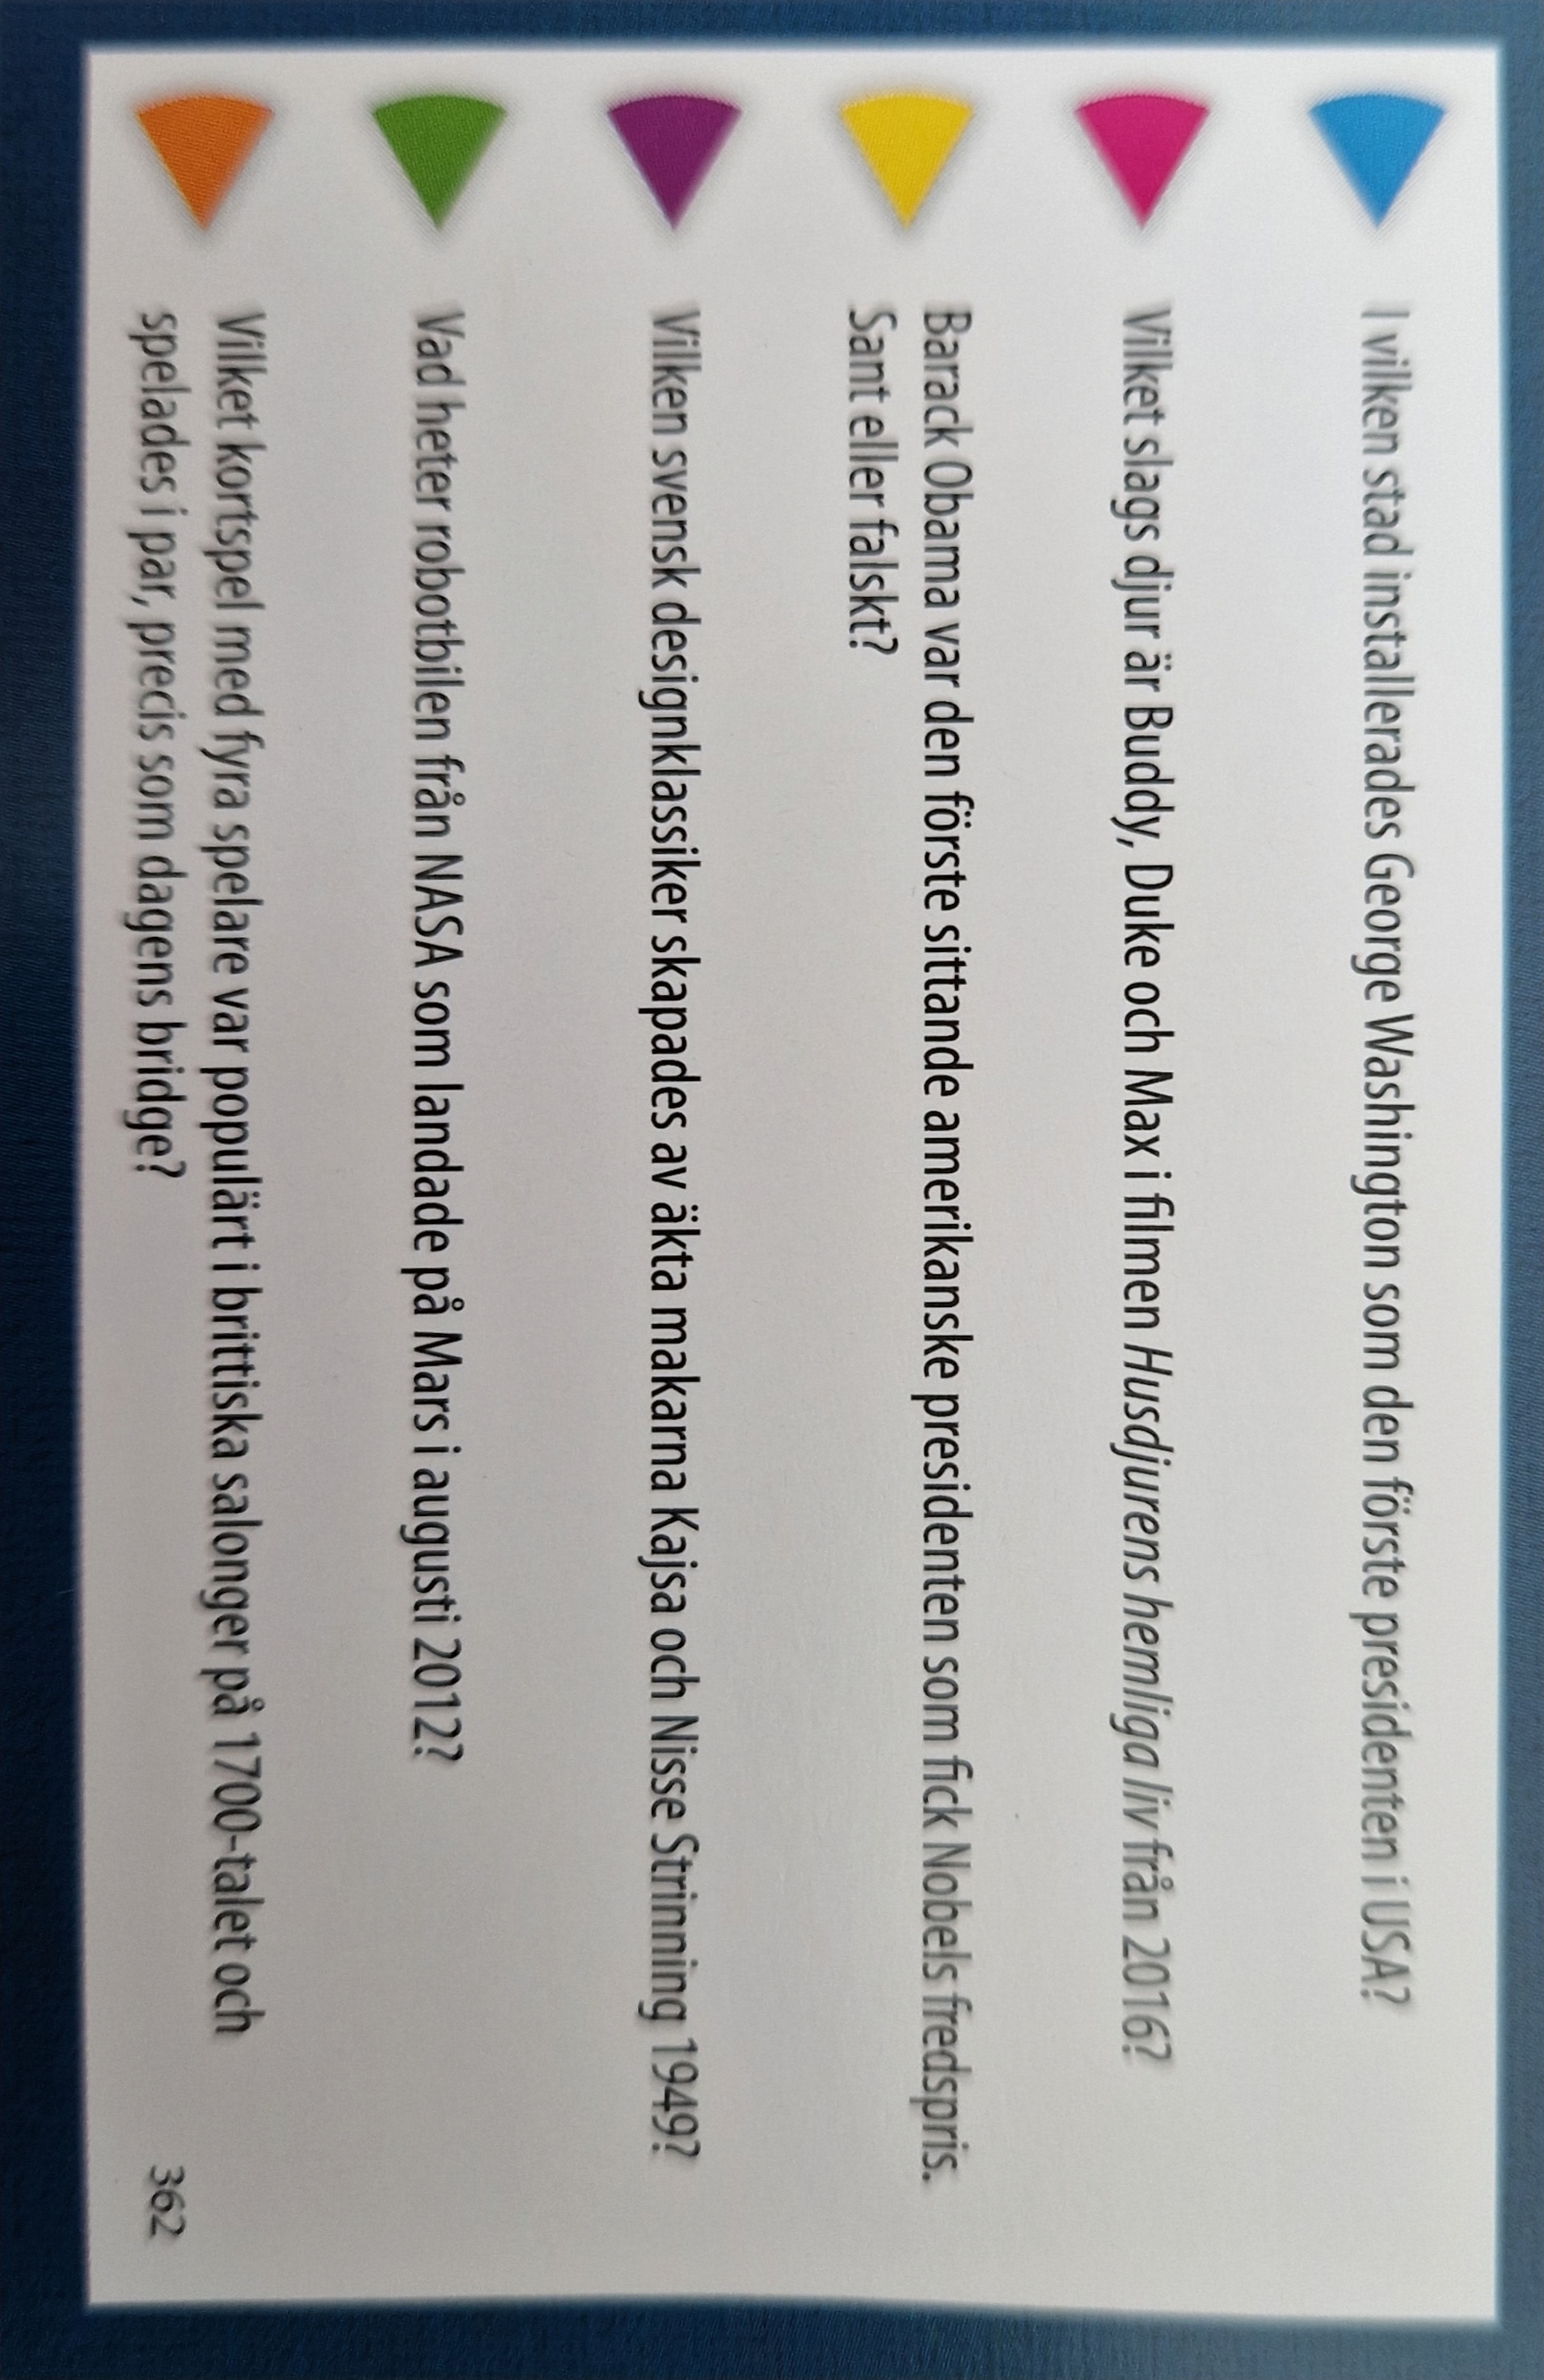 I vilken stad installerades George Washington som den förste presidenten i USA?
Vilket slags djur är Buddy, Duke och Max i filmen Husdjurens hemliga liv från 2016?
Barack Obama var den förste sittande amerikanske presidenten som fick Nobels fredspris.
Sant eller falskt?
Vilken svensk designklassiker skapades av äkta makarna Kajsa och Nisse Strinning 1949?
Vad heter robotbilen från NASA som landade på Mars i augusti 2012?
Vilket kortspel med fyra spelare var populärt i brittiska salonger på 1700-talet och
spelades i par, precis som dagens bridge?
362